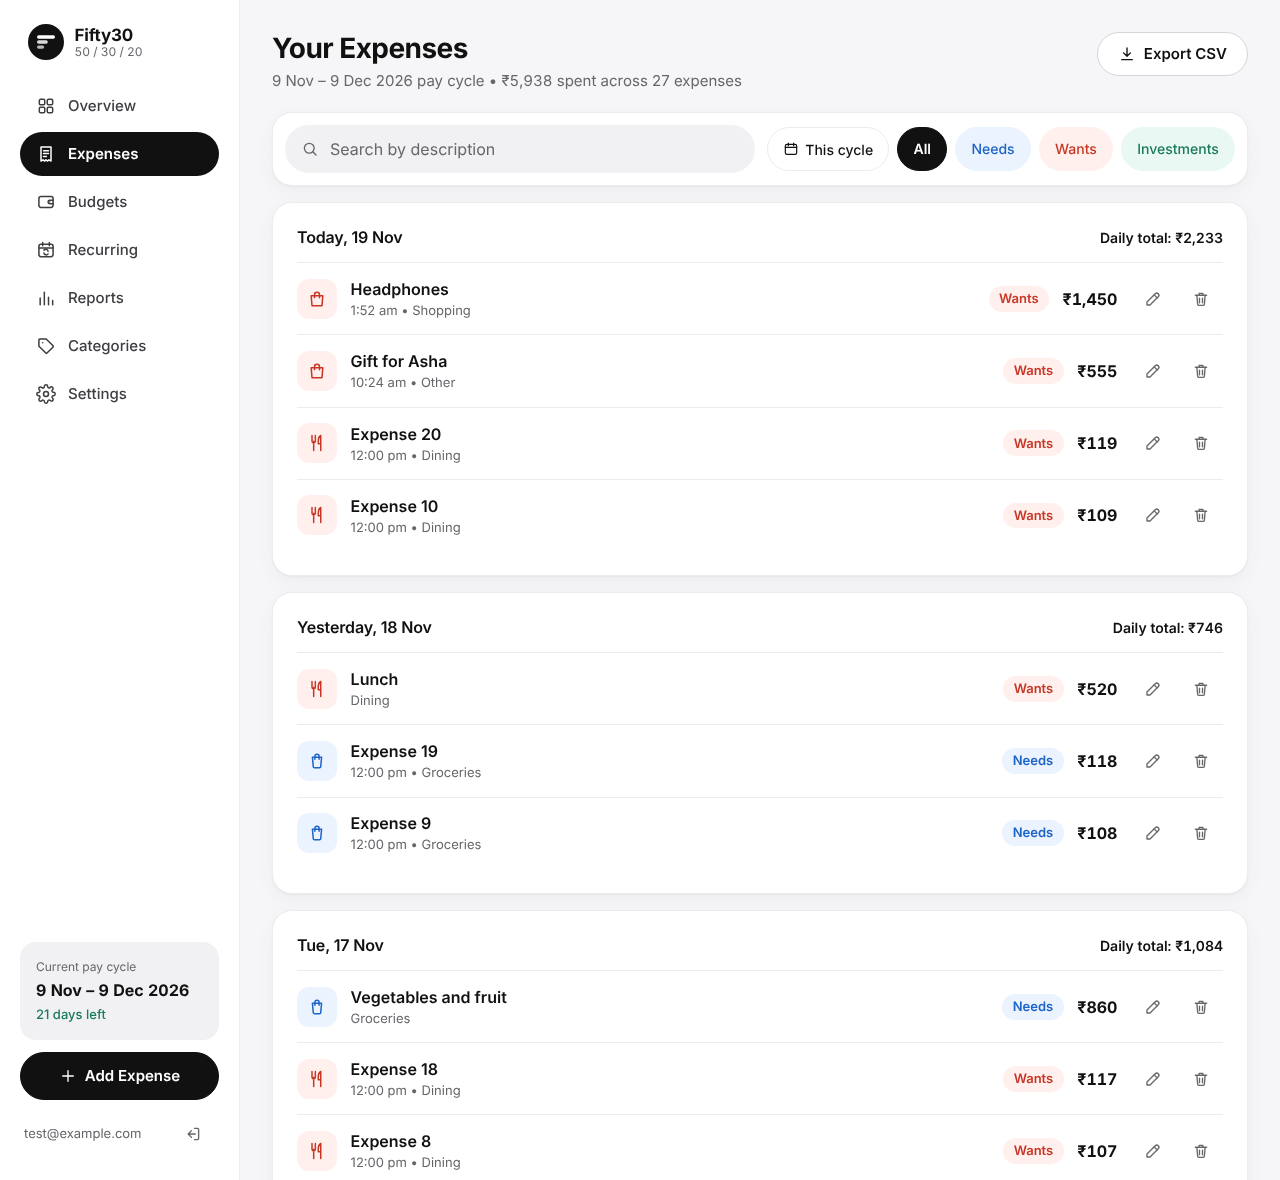 Fifty30
50 / 30 / 20
Overview
Expenses
Budgets
Recurring
Reports
Categories
Settings
Current pay cycle
9 Nov – 9 Dec 2026
21 days left
Add Expense
test@example.com
Your Expenses
9 Nov – 9 Dec 2026 pay cycle • ₹5,938 spent across 27 expenses
Export CSV
Search by description
This cycle
All
Needs
Wants
Investments
Today, 19 Nov
Daily total: ₹2,233
Headphones
1:52 am • Shopping
Wants
₹1,450
Gift for Asha
10:24 am • Other
Wants
₹555
Expense 20
12:00 pm • Dining
Wants
₹119
Expense 10
12:00 pm • Dining
Wants
₹109
Yesterday, 18 Nov
Daily total: ₹746
Lunch
Dining
Wants
₹520
Expense 19
12:00 pm • Groceries
Needs
₹118
Expense 9
12:00 pm • Groceries
Needs
₹108
Tue, 17 Nov
Daily total: ₹1,084
Vegetables and fruit
Groceries
Needs
₹860
Expense 18
12:00 pm • Dining
Wants
₹117
Expense 8
12:00 pm • Dining
Wants
₹107